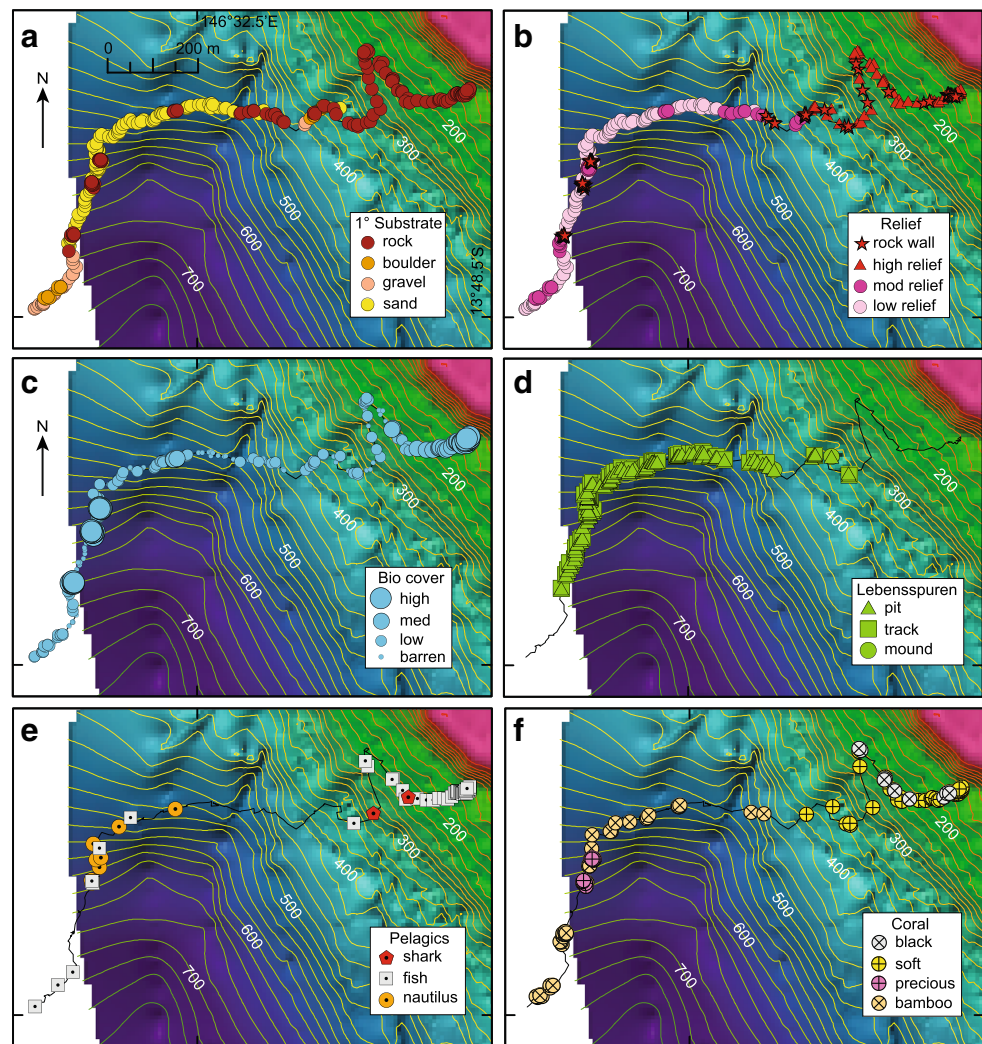 a
146°32.5'E
0 200 m
N
200
300
400
500
600
700
13°48.5'S
1° Substrate
rock
boulder
gravel
sand
b
200
300
400
500
600
700
Relief
rock wall
high relief
mod relief
low relief
c
N
200
300
400
500
600
700
Bio cover
high
med
low
barren
d
200
300
400
500
600
700
Lebensspuren
pit
track
mound
e
200
300
400
500
600
700
Pelagics
shark
fish
nautilus
f
200
300
400
500
600
700
Coral
black
soft
precious
bamboo